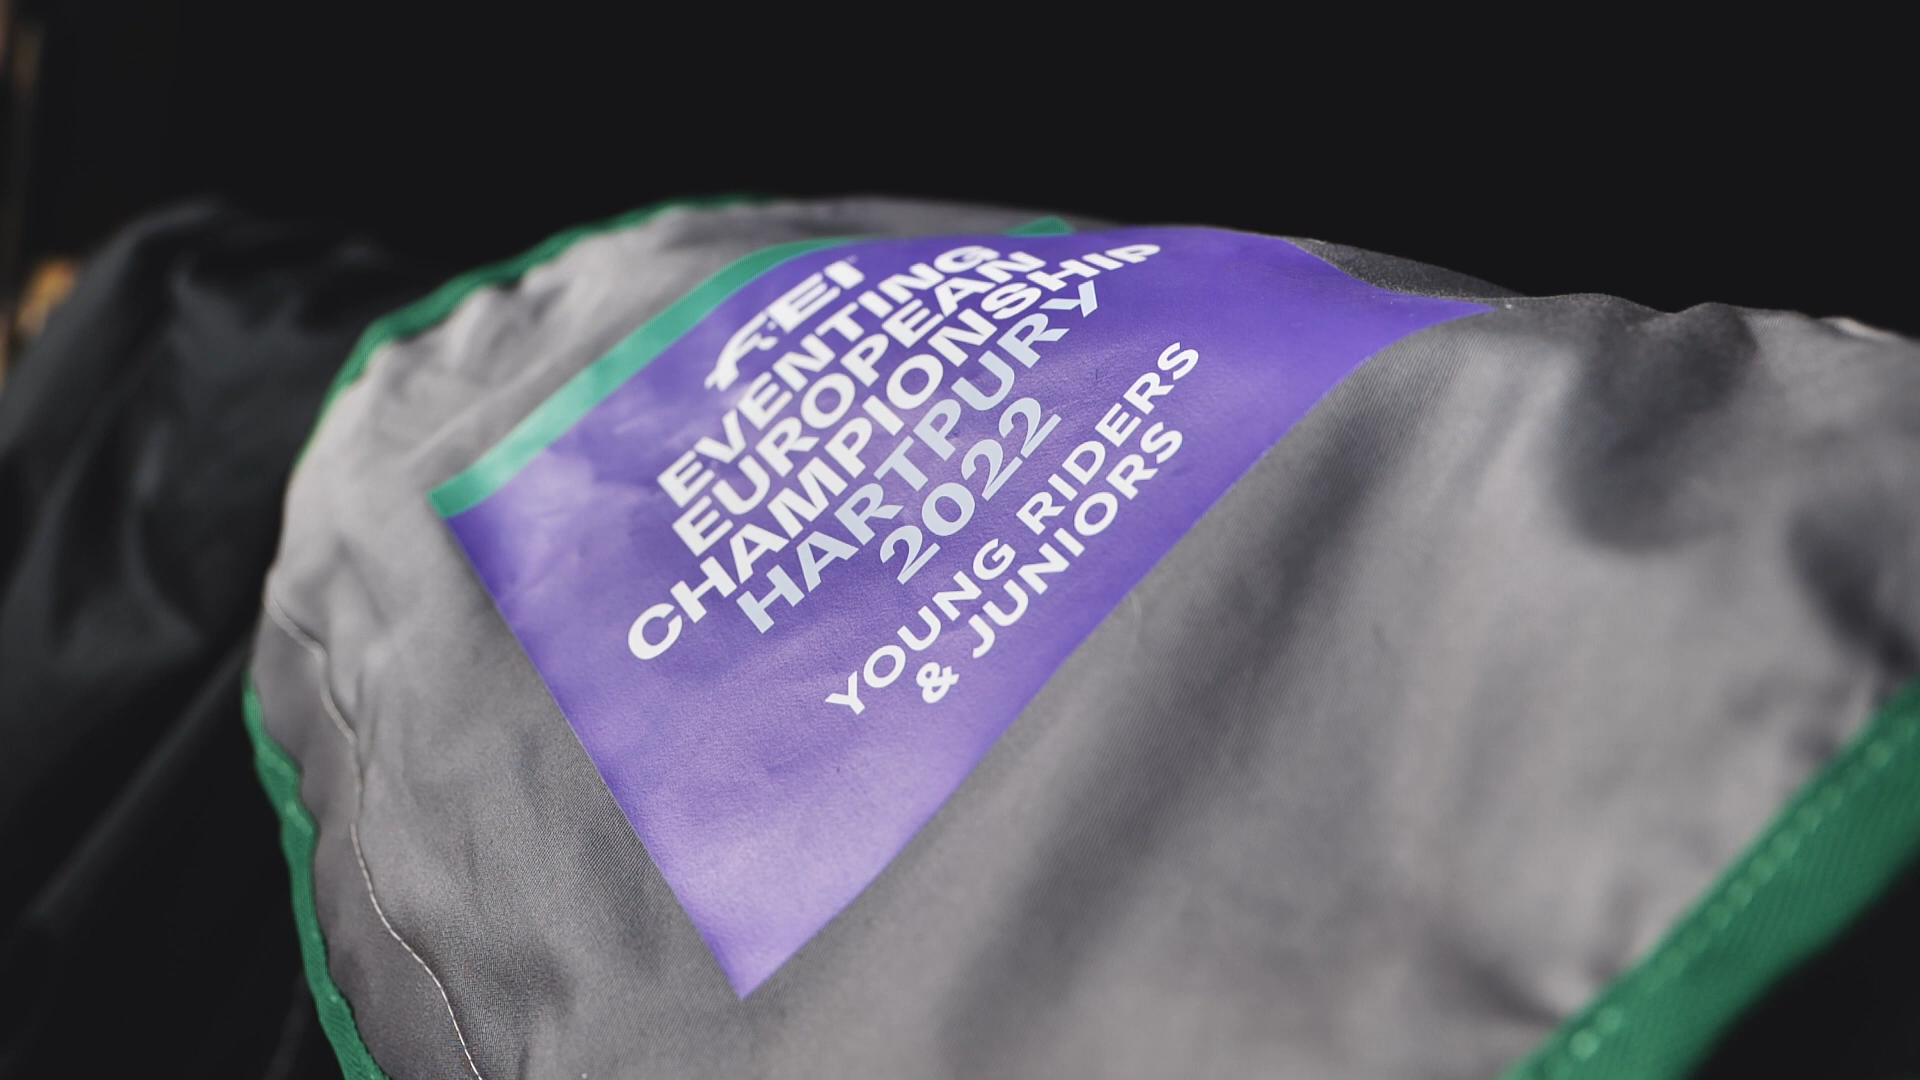 FEI
EVENTING
EUROPEAN
CHAMPIONSHIP
HARTPURY
2022
YOUNG RIDERS
& JUNIORS